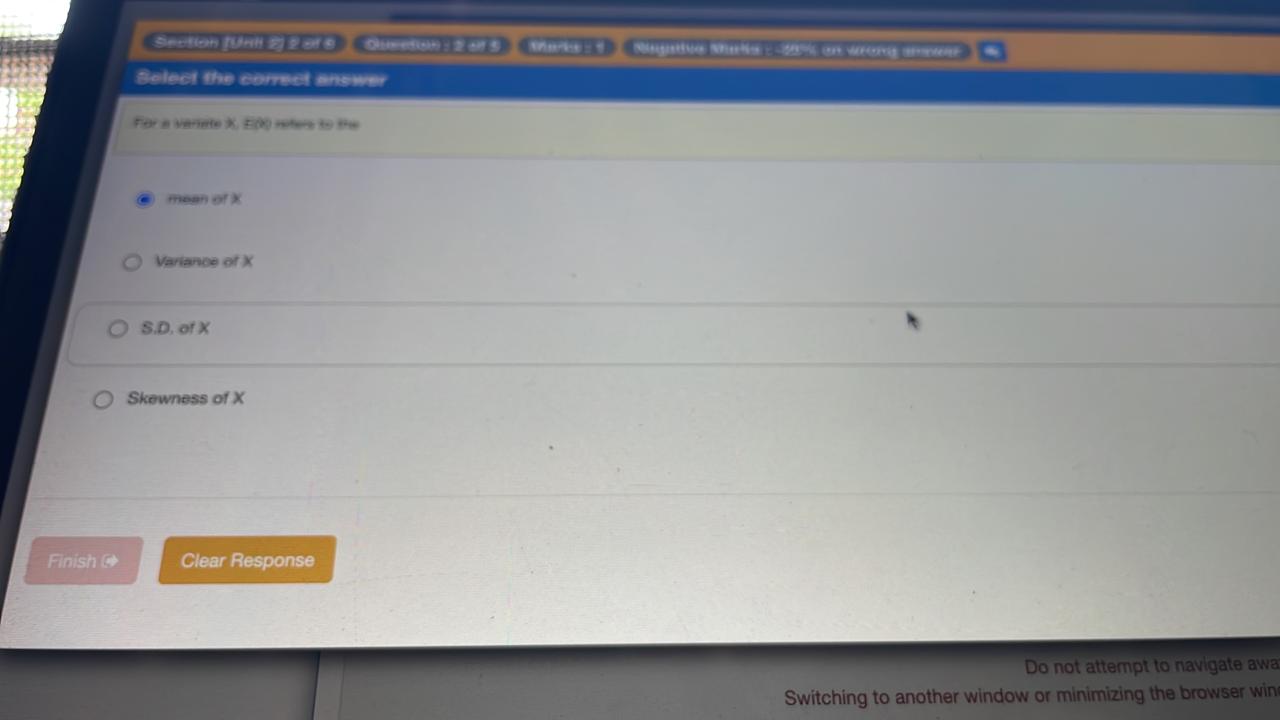 Section [Unit 2] 2 of 6 Question : 2 of 5 Marks : 1 Negative Marks : -25% on wrong answer
Select the correct answer
For a variate X, E(X) refers to the
mean of X
Variance of X
S.D. of X
Skewness of X
Finish Clear Response
Do not attempt to navigate awa
Switching to another window or minimizing the browser win